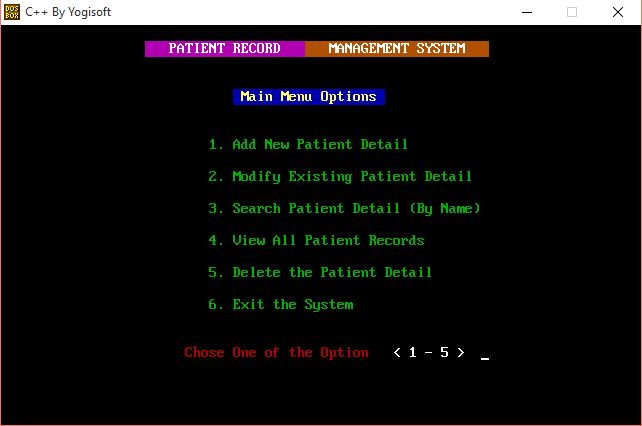 DOS
BOX
C++ By Yogisoft
PATIENT RECORD MANAGEMENT SYSTEM
Main Menu Options
1. Add New Patient Detail
2. Modify Existing Patient Detail
3. Search Patient Detail (By Name)
4. View All Patient Records
5. Delete the Patient Detail
6. Exit the System
Chose One of the Option < 1 - 5 > _